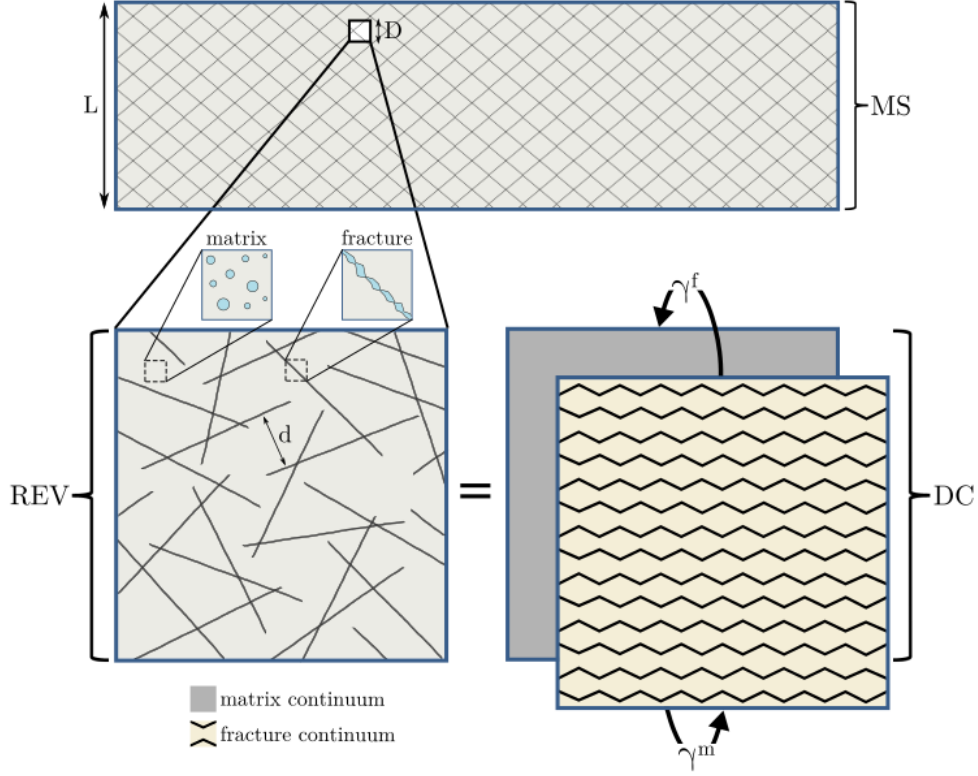 D
L
MS
matrix
fracture
γᶠ
d
REV
=
DC
matrix continuum
fracture continuum
γᵐ